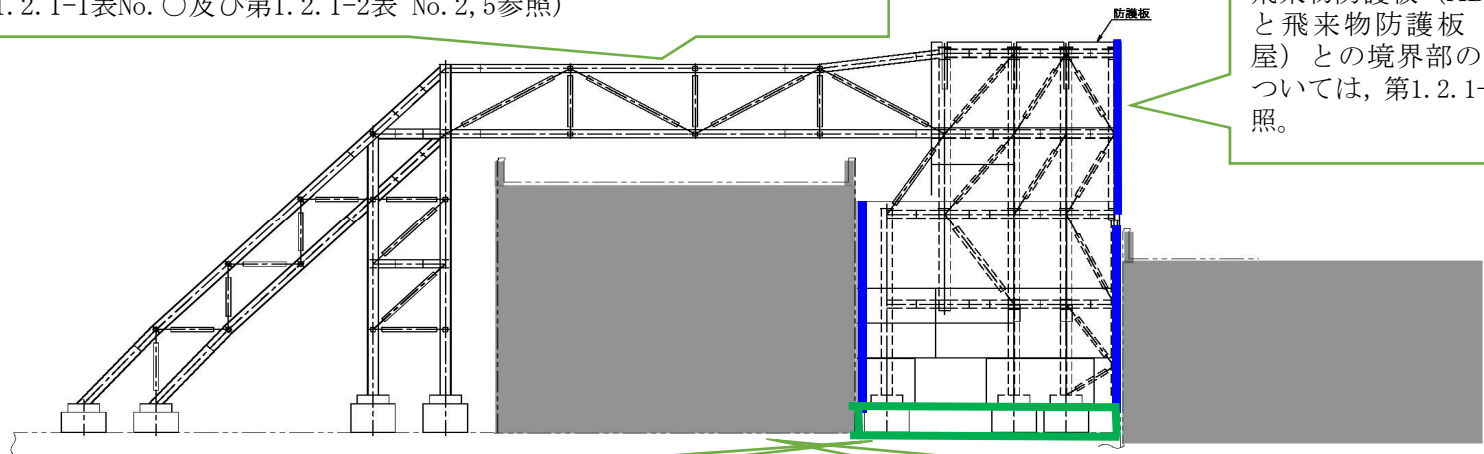 1.2.1-1表No.○及び第1.2.1-2表 No.2,5参照)
防護板
と飛来物防護板(
屋)との境界部の
ついては,第1.2.1-
照。